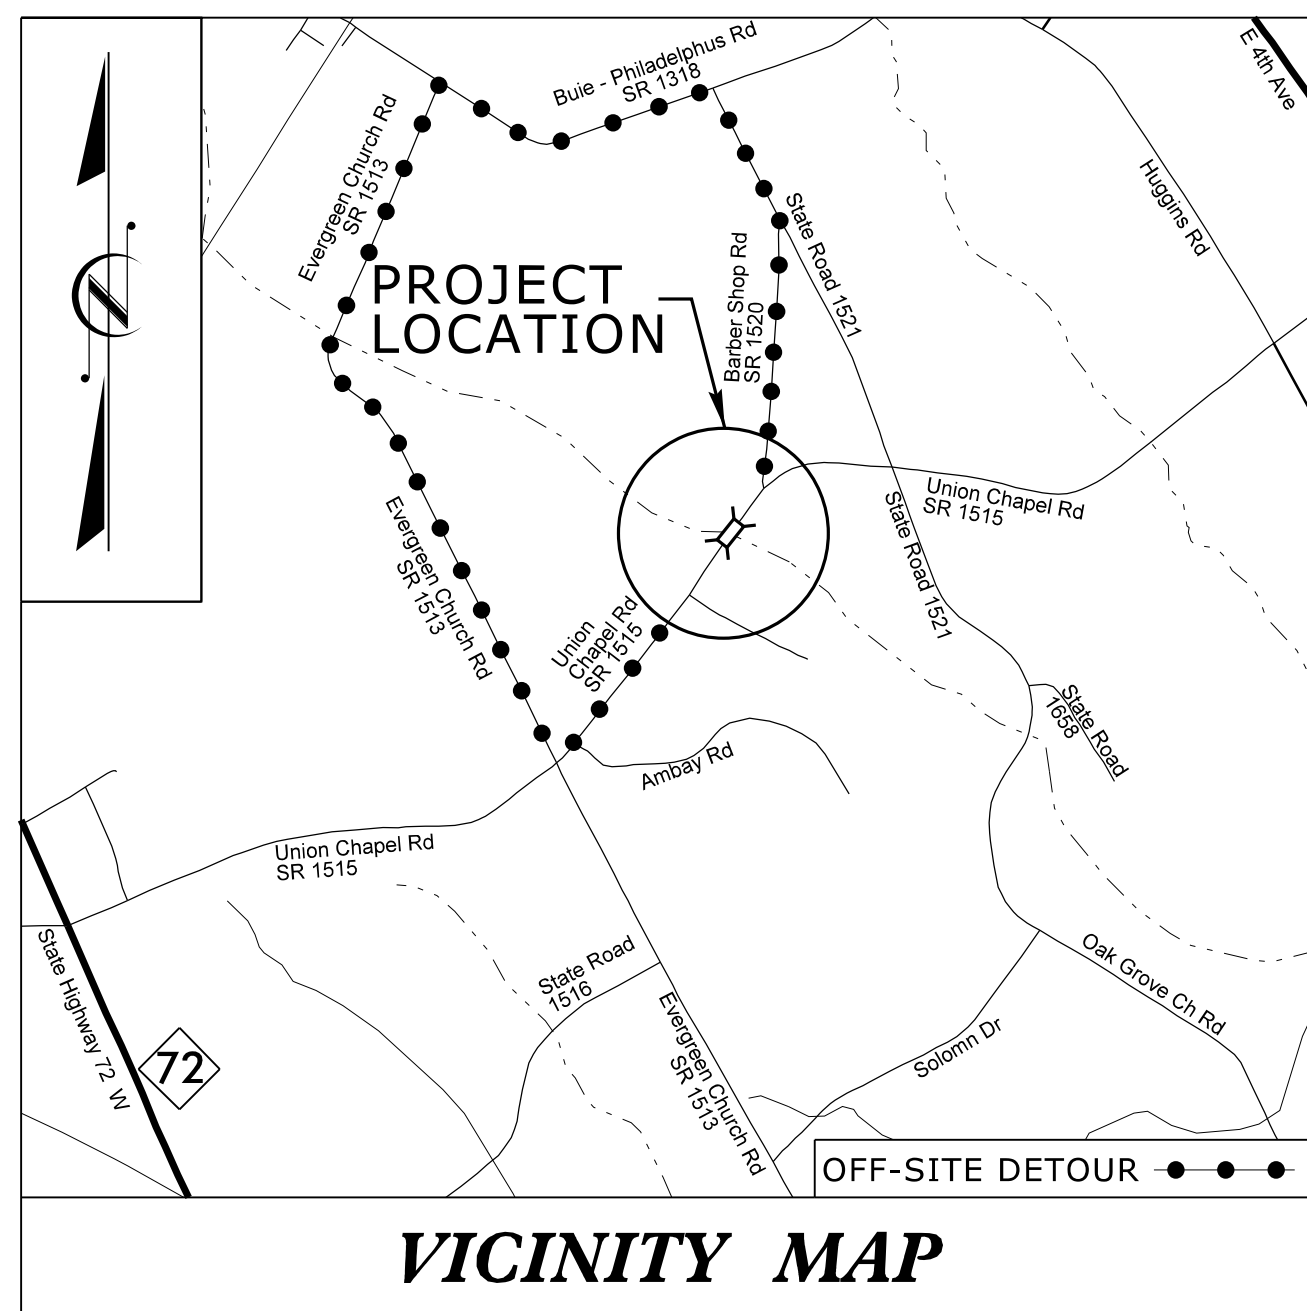 Buie - Philadelphus Rd
SR 1318
E 4th Ave
Evergreen Church Rd
SR 1513
Huggins Rd
State Road 1521
Barber Shop Rd
SR 1520
PROJECT
LOCATION
N
Union Chapel Rd
SR 1515
State Road 1521
Evergreen Church Rd
SR 1513
Union
Chapel Rd
SR 1515
State Road
1658
Ambay Rd
Union Chapel Rd
SR 1515
State Highway 72 W
72
State Road
1516
Evergreen Church Rd
SR 1513
Oak Grove Ch Rd
Solomn Dr
OFF-SITE DETOUR
VICINITY MAP